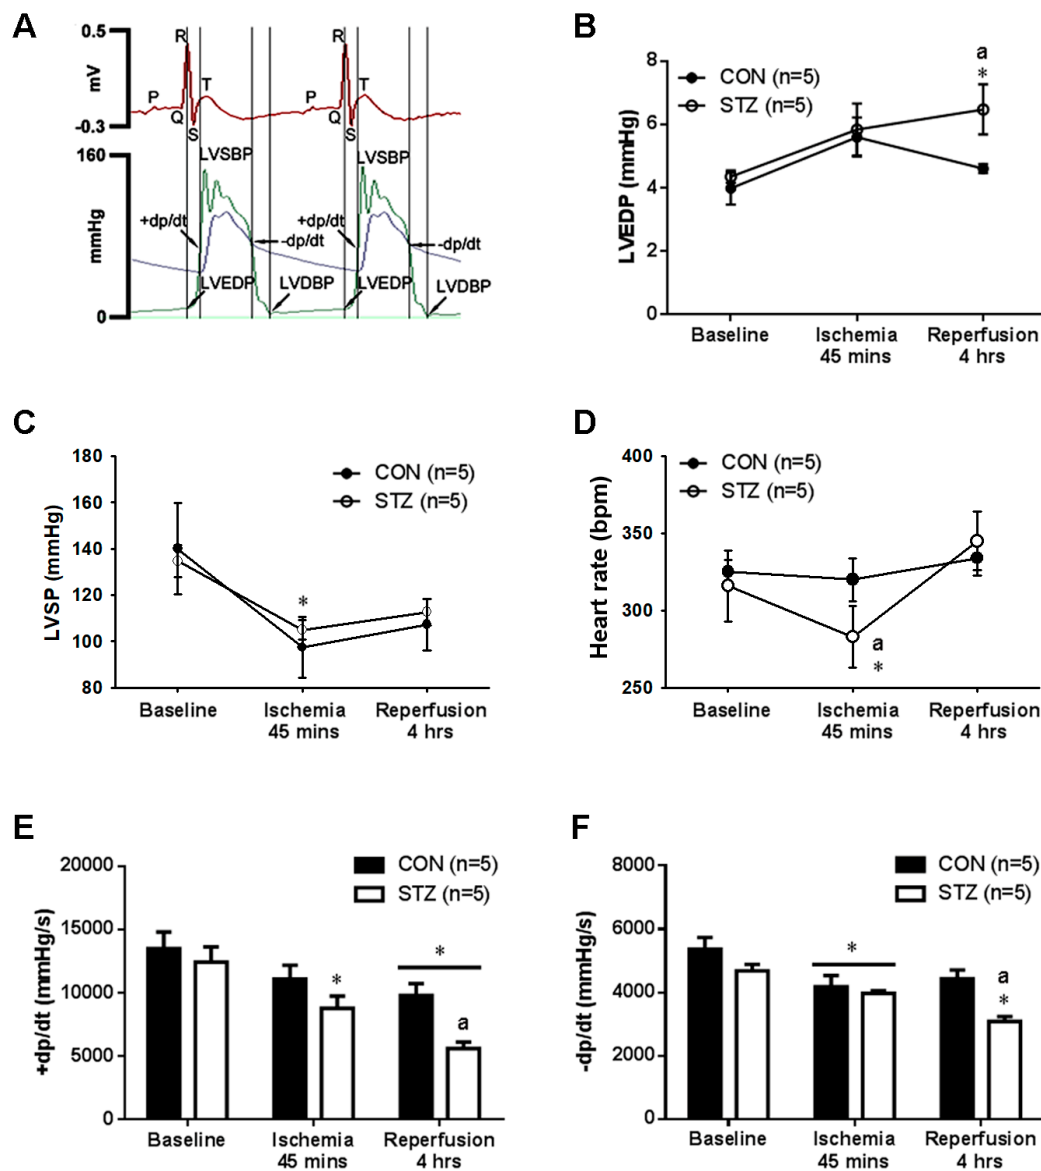 A
0.5
mV
-0.3
R
P
Q
S
T
R
P
Q
S
T
160
mmHg
0
LVSBP
LVSBP
+dp/dt
+dp/dt
-dp/dt
-dp/dt
LVEDP
LVDBP
LVEDP
LVDBP
B
LVEDP (mmHg)
8
6
4
2
0
CON (n=5)
STZ (n=5)
a
*
Baseline
Ischemia
45 mins
Reperfusion
4 hrs
C
LVSP (mmHg)
180
160
140
120
100
80
CON (n=5)
STZ (n=5)
*
Baseline
Ischemia
45 mins
Reperfusion
4 hrs
D
Heart rate (bpm)
400
350
300
250
CON (n=5)
STZ (n=5)
a
*
Baseline
Ischemia
45 mins
Reperfusion
4 hrs
E
+dp/dt (mmHg/s)
20000
15000
10000
5000
0
CON (n=5)
STZ (n=5)
*
*
a
Baseline
Ischemia
45 mins
Reperfusion
4 hrs
F
-dp/dt (mmHg/s)
8000
6000
4000
2000
0
CON (n=5)
STZ (n=5)
*
a
*
Baseline
Ischemia
45 mins
Reperfusion
4 hrs